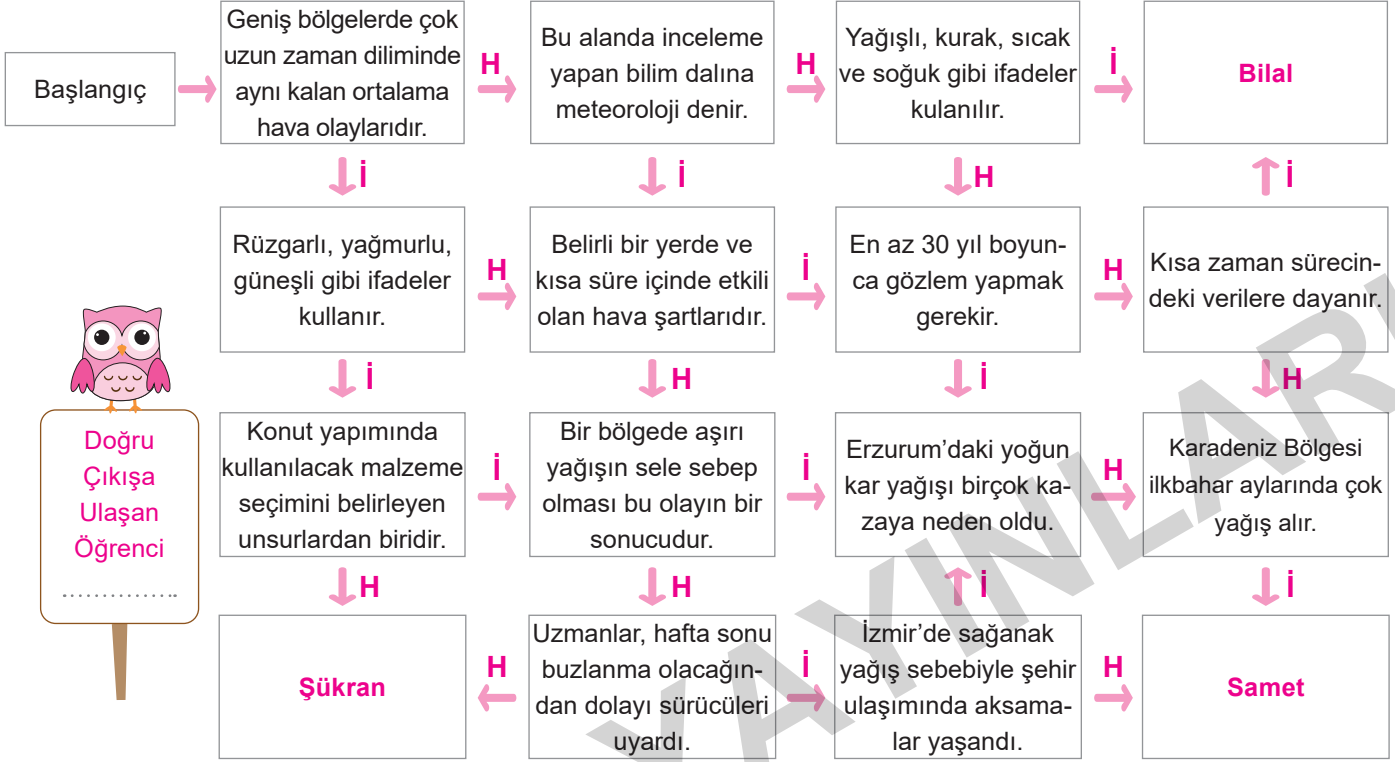 Başlangıç
Geniş bölgelerde çok
uzun zaman diliminde
aynı kalan ortalama
hava olaylarıdır.
H
Bu alanda inceleme
yapan bilim dalına
meteoroloji denir.
H
Yağışlı, kurak, sıcak
ve soğuk gibi ifadeler
kulanılır.
İ
Bilal
İ
İ
H
İ
Rüzgarlı, yağmurlu,
güneşli gibi ifadeler
kullanır.
H
Belirli bir yerde ve
kısa süre içinde etkili
olan hava şartlarıdır.
İ
En az 30 yıl boyun-
ca gözlem yapmak
gerekir.
H
Kısa zaman sürecin-
deki verilere dayanır.
İ
H
İ
H
Doğru
Çıkışa
Ulaşan
Öğrenci
...............
Konut yapımında
kullanılacak malzeme
seçimini belirleyen
unsurlardan biridir.
İ
Bir bölgede aşırı
yağışın sele sebep
olması bu olayın bir
sonucudur.
İ
Erzurum’daki yoğun
kar yağışı birçok ka-
zaya neden oldu.
H
Karadeniz Bölgesi
ilkbahar aylarında çok
yağış alır.
H
H
İ
İ
Şükran
H
Uzmanlar, hafta sonu
buzlanma olacağın-
dan dolayı sürücüleri
uyardı.
İ
İzmir’de sağanak
yağış sebebiyle şehir
ulaşımında aksama-
lar yaşandı.
H
Samet
YAYINLARI